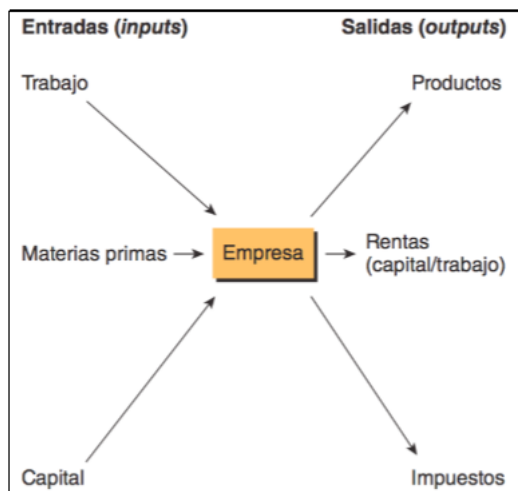 Entradas (inputs)
Salidas (outputs)
Trabajo
Productos
Materias primas
Empresa
Rentas
(capital/trabajo)
Capital
Impuestos